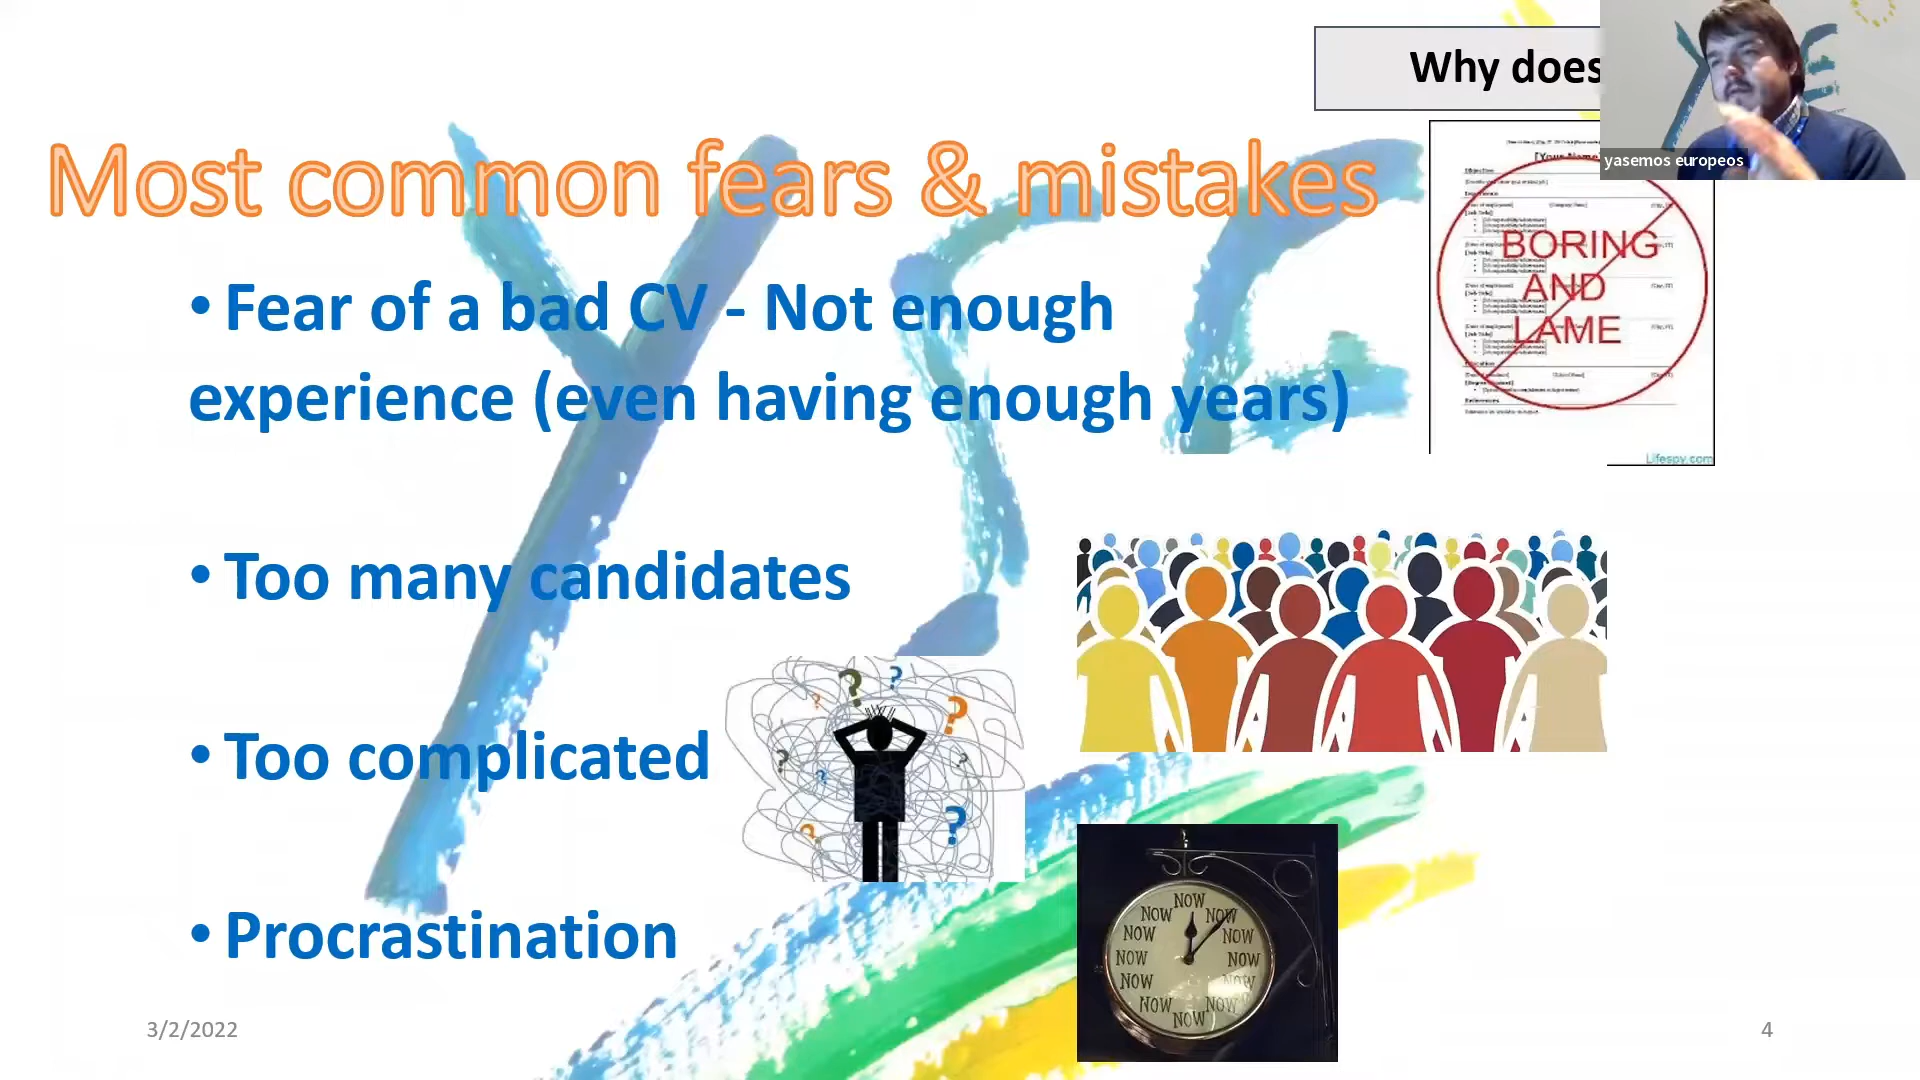 Why does
yasemos europeos
Most common fears & mistakes
• Fear of a bad CV - Not enough
experience (even having enough years)
BORING
AND
LAME
Lifespy.com
• Too many candidates
• Too complicated
? ? ? ? ? ? ? ? ?
• Procrastination
NOW
NOW NOW
NOW NOW
NOW NOW
NOW NOW
NOW NOW
NOW
3/2/2022
4